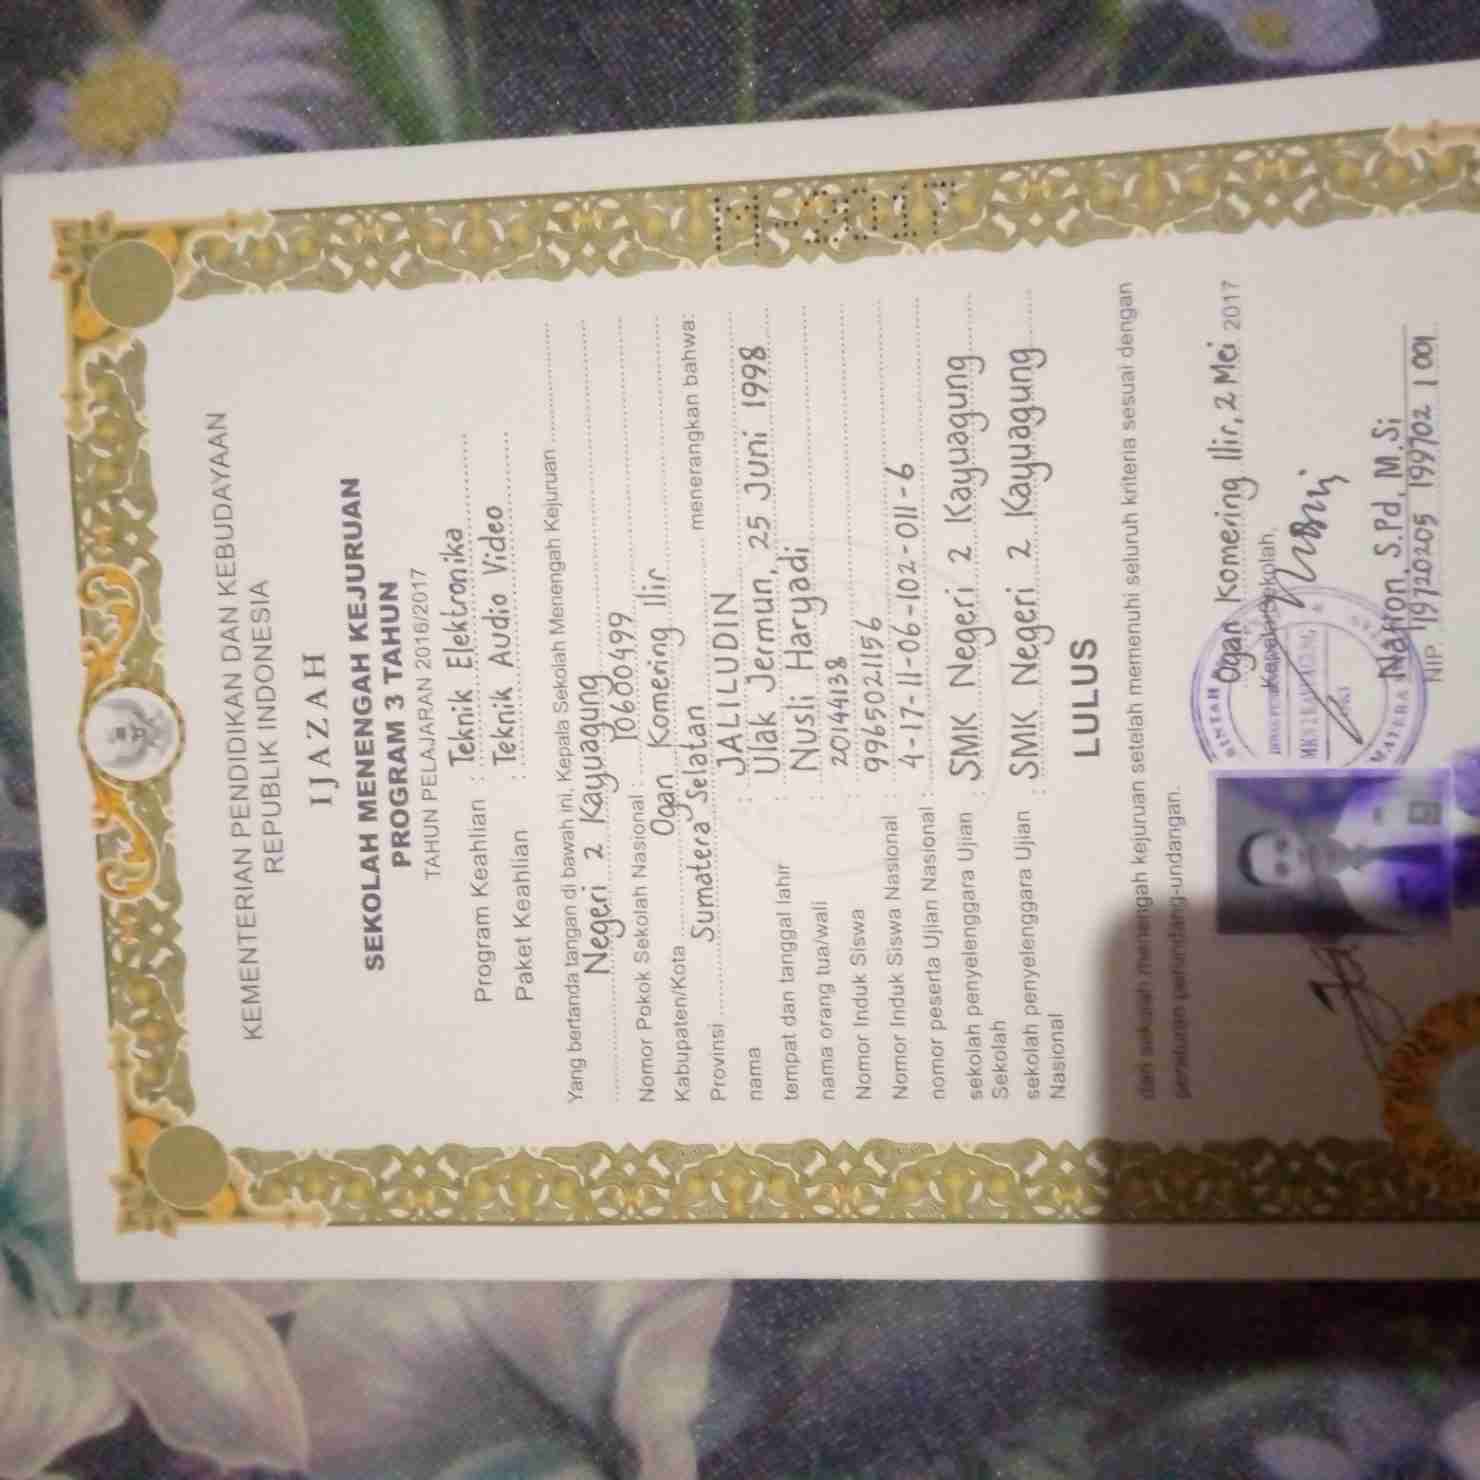 KEMENTERIAN PENDIDIKAN DAN KEBUDAYAAN
REPUBLIK INDONESIA
IJAZAH
SEKOLAH MENENGAH KEJURUAN
PROGRAM 3 TAHUN
TAHUN PELAJARAN 2016/2017
Program Keahlian : Teknik Elektronika
Paket Keahlian : Teknik Audio Video
Yang bertanda tangan di bawah ini, Kepala Sekolah Menengah Kejuruan
Negeri 2 Kayuagung
Nomor Pokok Sekolah Nasional : 10600499
Kabupaten/Kota Ogan Komering Ilir
Provinsi Sumatera Selatan menerangkan bahwa:
nama : JALILUDIN
tempat dan tanggal lahir : Ulak Jermun, 25 Juni 1998
nama orang tua/wali : Nusli Haryadi
Nomor Induk Siswa : 20144138
Nomor Induk Siswa Nasional : 9965021156
nomor peserta Ujian Nasional : 4-17-11-06-102-011-6
sekolah penyelenggara Ujian : SMK Negeri 2 Kayuagung
Sekolah
sekolah penyelenggara Ujian : SMK Negeri 2 Kayuagung
Nasional
LULUS
dari sekolah menengah kejuruan setelah memenuhi seluruh kriteria sesuai dengan
peraturan perundang-undangan.
Ogan Komering Ilir, 2 Mei 2017
Kepala Sekolah,
Nafron, S.Pd, M.Si
NIP. 19720205 199702 1 001